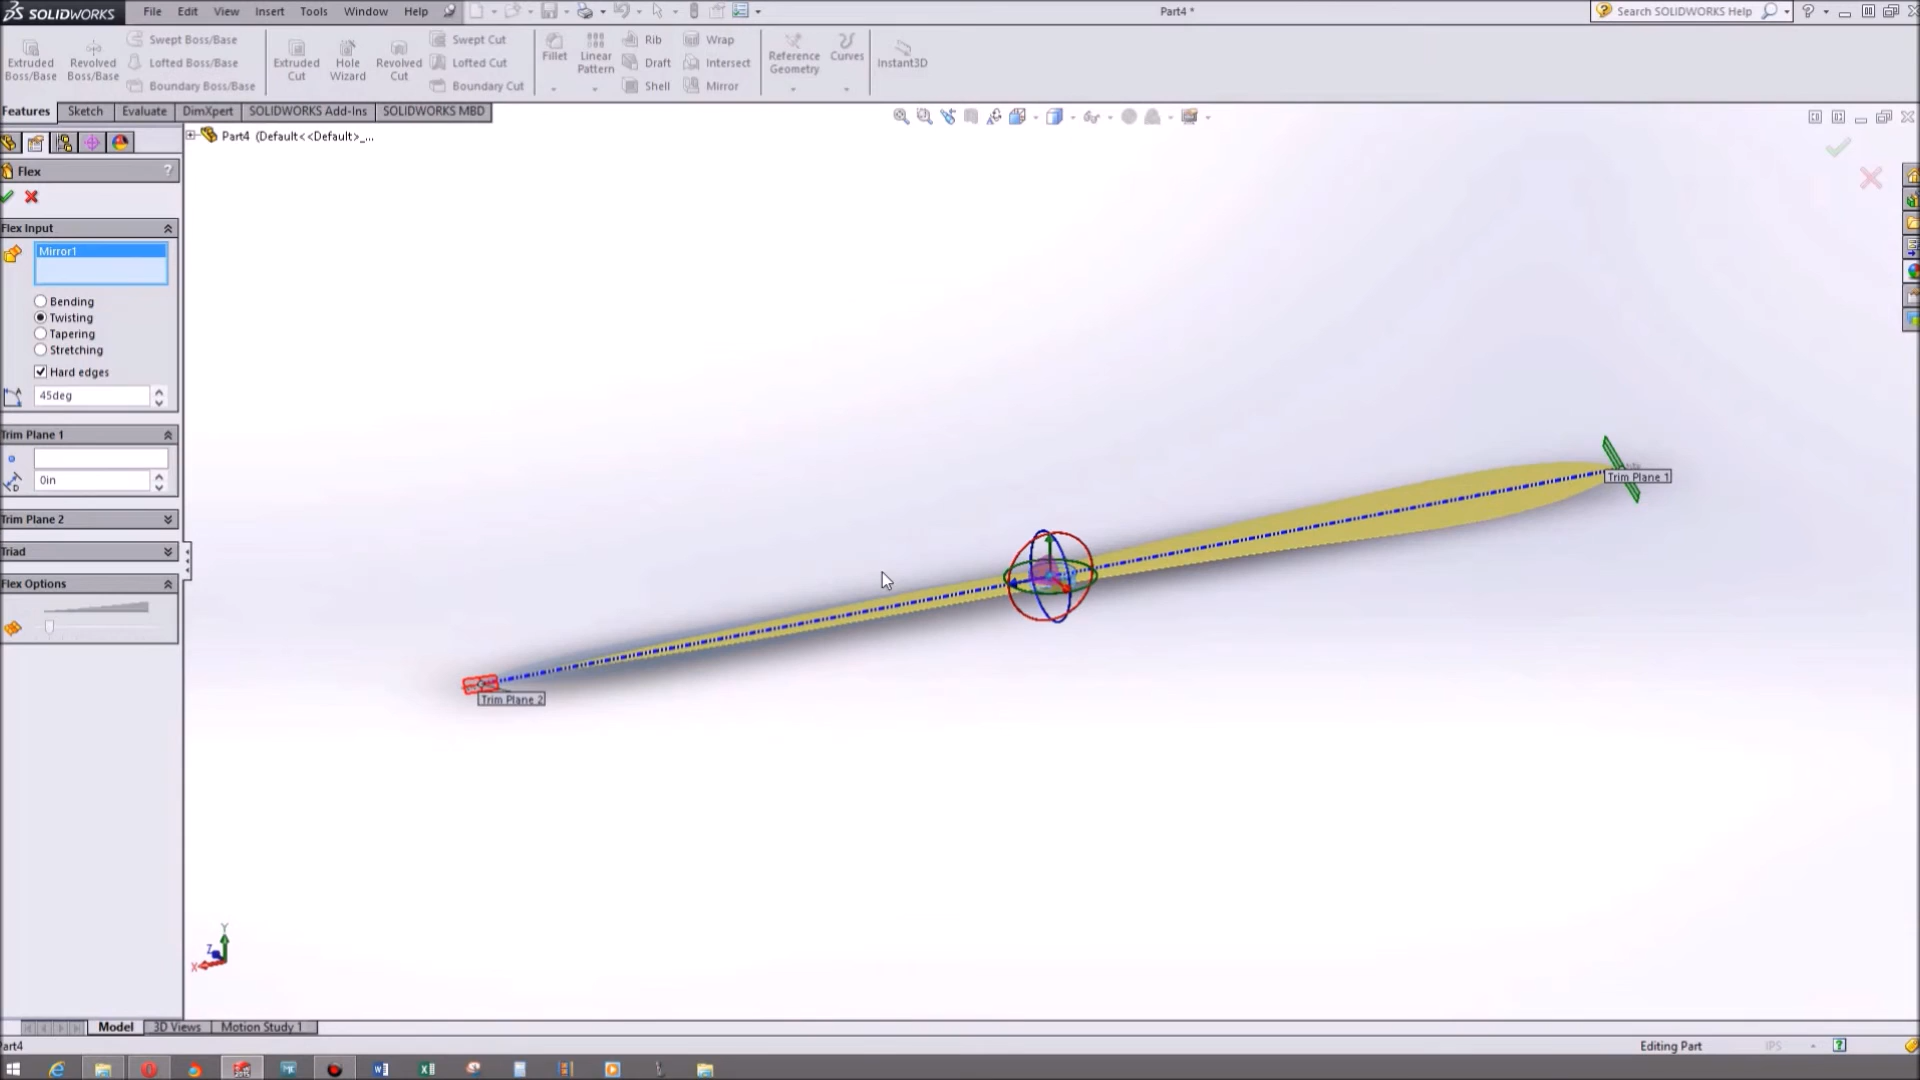 SOLIDWORKS File Edit View Insert Tools Window Help Part4 * Search SOLIDWORKS Help
Extruded Boss/Base
Revolved Boss/Base
Swept Boss/Base
Lofted Boss/Base
Boundary Boss/Base
Extruded Cut
Hole Wizard
Revolved Cut
Swept Cut
Lofted Cut
Boundary Cut
Fillet
Linear Pattern
Rib
Draft
Shell
Wrap
Intersect
Mirror
Reference Geometry
Curves
Instant3D
Features Sketch Evaluate DimXpert SOLIDWORKS Add-Ins SOLIDWORKS MBD
Part4 (Default<<Default>_...
Flex ?
Flex Input
Mirror1
Bending
Twisting
Tapering
Stretching
Hard edges
45deg
Trim Plane 1
0in
Trim Plane 2
Triad
Flex Options
Trim Plane 1
Trim Plane 2
Y
Z
X
Model 3D Views Motion Study 1
art4 Editing Part IPS